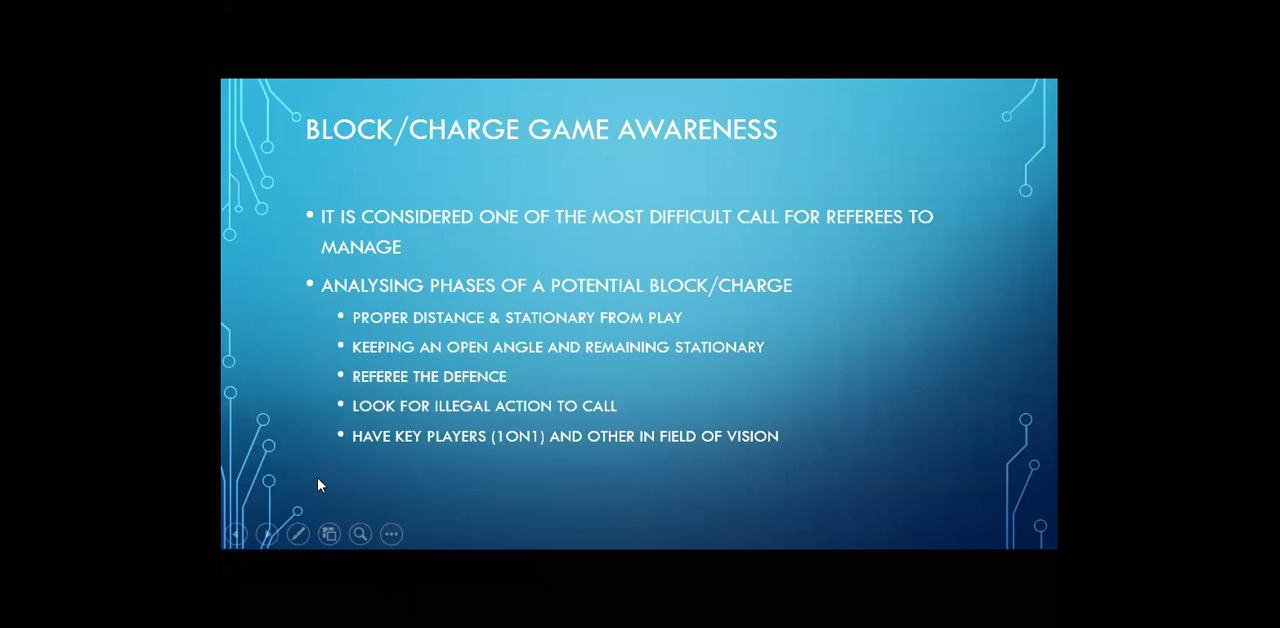 BLOCK/CHARGE GAME AWARENESS
• IT IS CONSIDERED ONE OF THE MOST DIFFICULT CALL FOR REFEREES TO
MANAGE
• ANALYSING PHASES OF A POTENTIAL BLOCK/CHARGE
• PROPER DISTANCE & STATIONARY FROM PLAY
• KEEPING AN OPEN ANGLE AND REMAINING STATIONARY
• REFEREE THE DEFENCE
• LOOK FOR ILLEGAL ACTION TO CALL
• HAVE KEY PLAYERS (1ON1) AND OTHER IN FIELD OF VISION